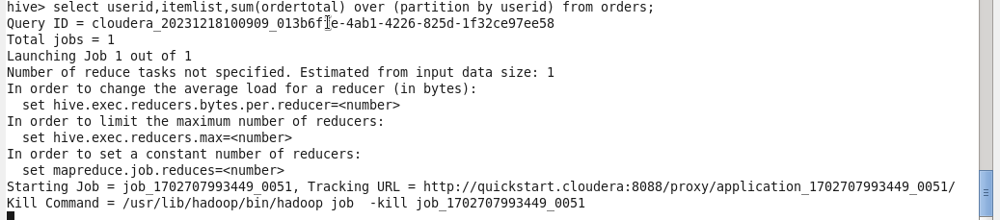 hive> select userid,itemlist,sum(ordertotal) over (partition by userid) from orders;
Query ID = cloudera_20231218100909_013b6f e-4ab1-4226-825d-1f32ce97ee58
Total jobs = 1
Launching Job 1 out of 1
Number of reduce tasks not specified. Estimated from input data size: 1
In order to change the average load for a reducer (in bytes):
  set hive.exec.reducers.bytes.per.reducer=<number>
In order to limit the maximum number of reducers:
  set hive.exec.reducers.max=<number>
In order to set a constant number of reducers:
  set mapreduce.job.reduces=<number>
Starting Job = job_1702707993449_0051, Tracking URL = http://quickstart.cloudera:8088/proxy/application_1702707993449_0051/
Kill Command = /usr/lib/hadoop/bin/hadoop job  -kill job_1702707993449_0051